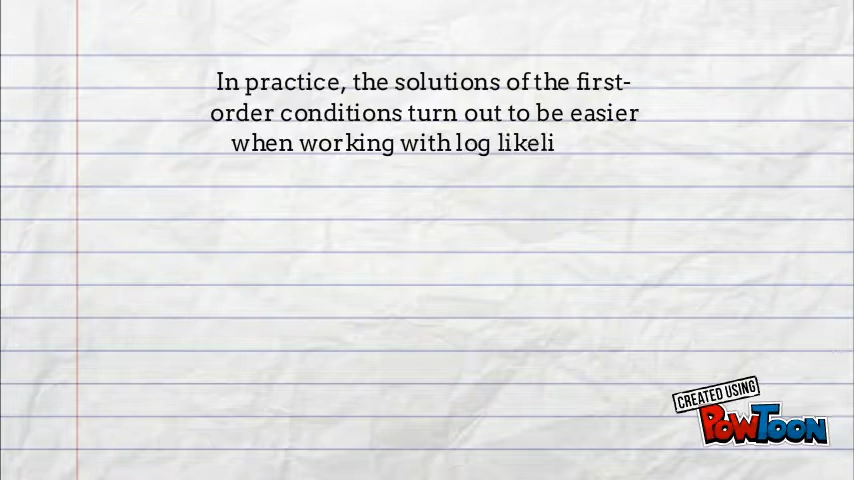 In practice, the solutions of the first-
order conditions turn out to be easier
when working with log likeli
CREATED USING
POWTOON